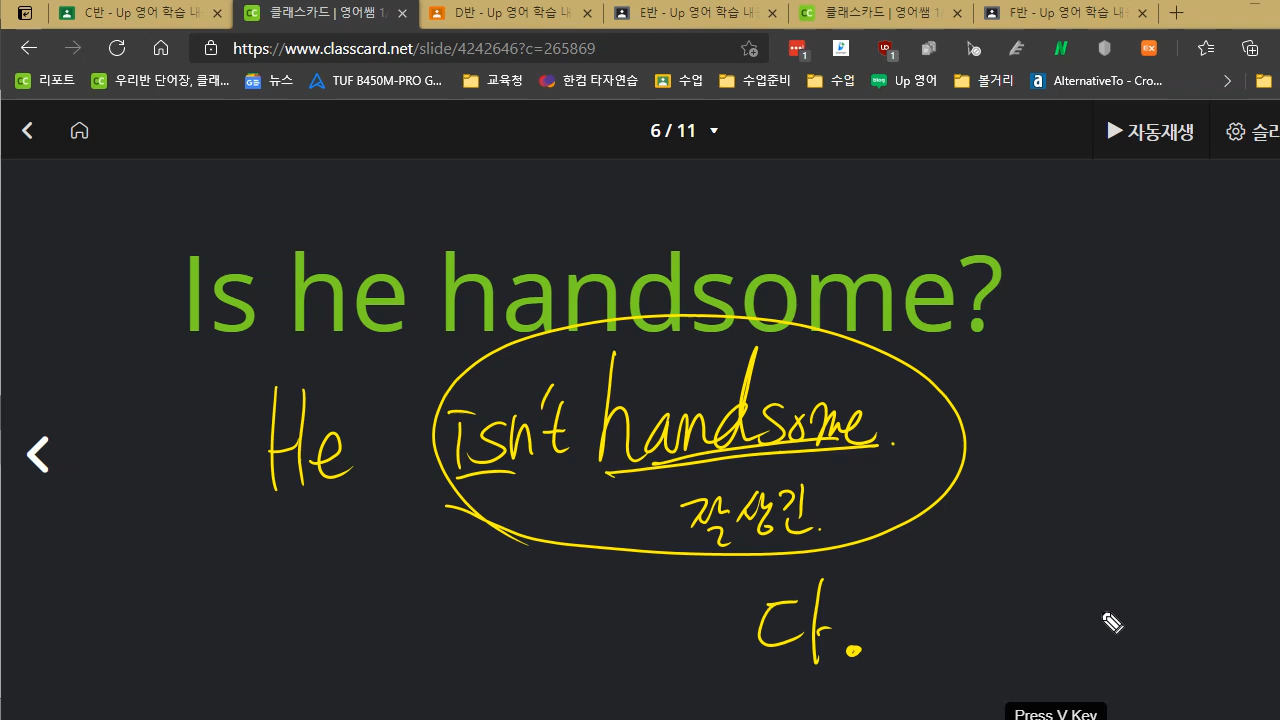 C반 - Up 영어 학습 내
클래스카드 | 영어쌤 1
D반 - Up 영어 학습 내
E반 - Up 영어 학습 내
클래스카드 | 영어쌤 1
F반 - Up 영어 학습 내
https://www.classcard.net/slide/4242646?c=265869
리포트 우리반 단어장, 클래... 뉴스 TUF B450M-PRO G... 교육청 한컴 타자연습 수업 수업준비 수업 Up 영어 볼거리 AlternativeTo - Cro...
6 / 11 자동재생 슬라
Is he handsome?
He isn't handsome.
잘생긴.
다.
Press V Key